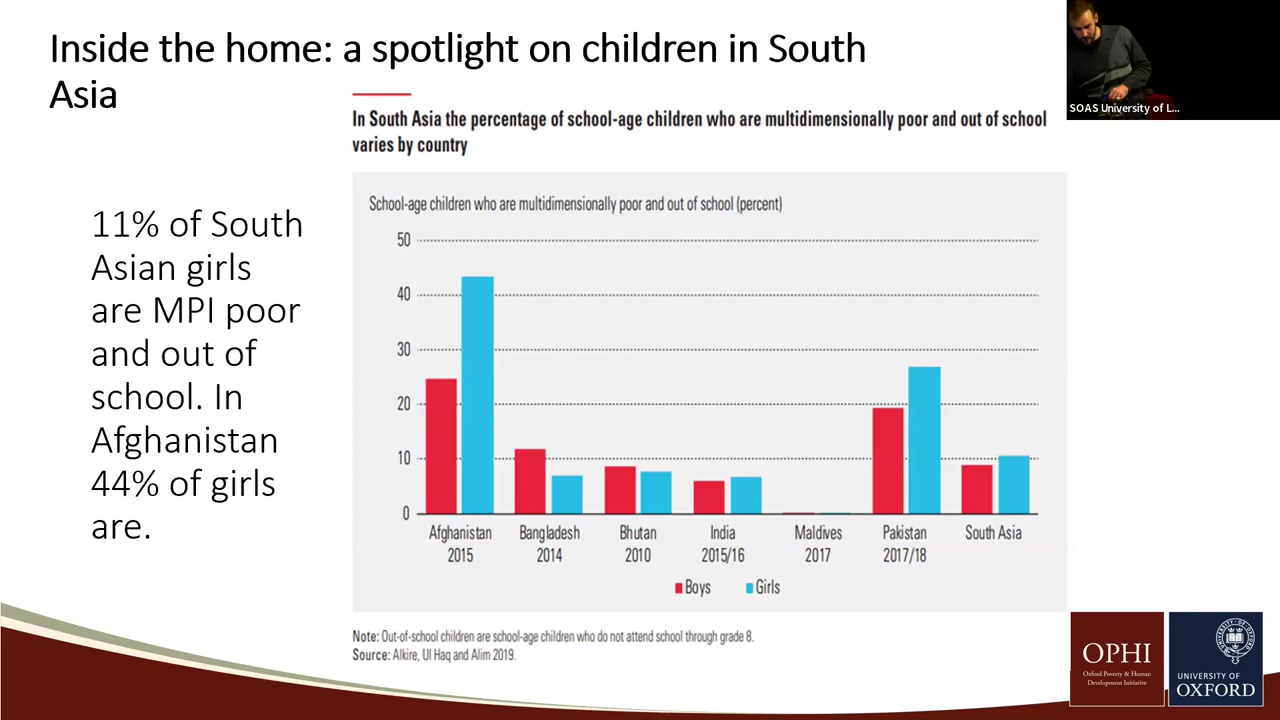 Inside the home: a spotlight on children in South
Asia
SOAS University of L...
In South Asia the percentage of school-age children who are multidimensionally poor and out of school
varies by country
11% of South
Asian girls
are MPI poor
and out of
school. In
Afghanistan
44% of girls
are.
School-age children who are multidimensionally poor and out of school (percent)
50
40
30
20
10
0
Afghanistan Bangladesh Bhutan India Maldives Pakistan South Asia
2015 2014 2010 2015/16 2017 2017/18
Boys Girls
Note: Out-of-school children are school-age children who do not attend school through grade 8.
Source: Alkire, Ul Haq and Alim 2019.
OPHI
Oxford Poverty & Human
Development Initiative
UNIVERSITY OF
OXFORD